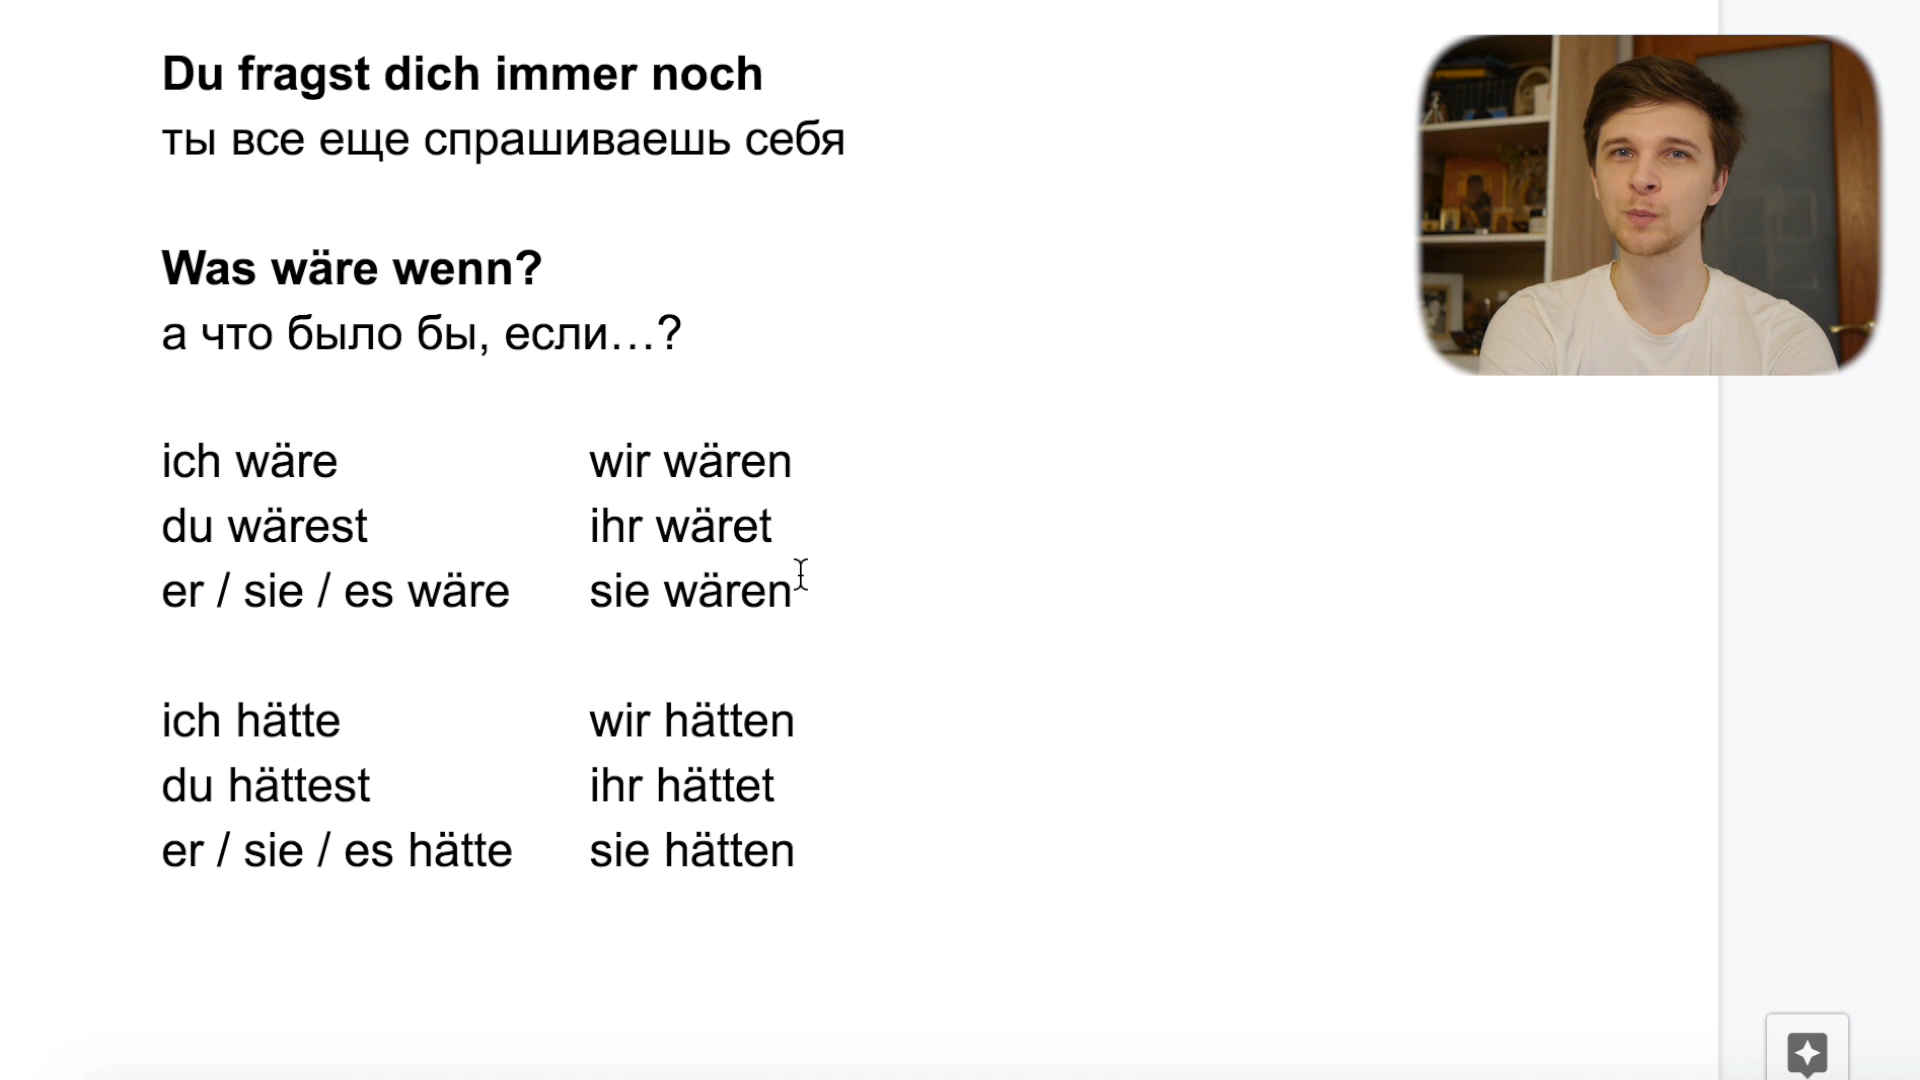 Du fragst dich immer noch
ты все еще спрашиваешь себя
Was wäre wenn?
а что было бы, если…?
ich wäre wir wären
du wärest ihr wäret
er / sie / es wäre sie wären
ich hätte wir hätten
du hättest ihr hättet
er / sie / es hätte sie hätten